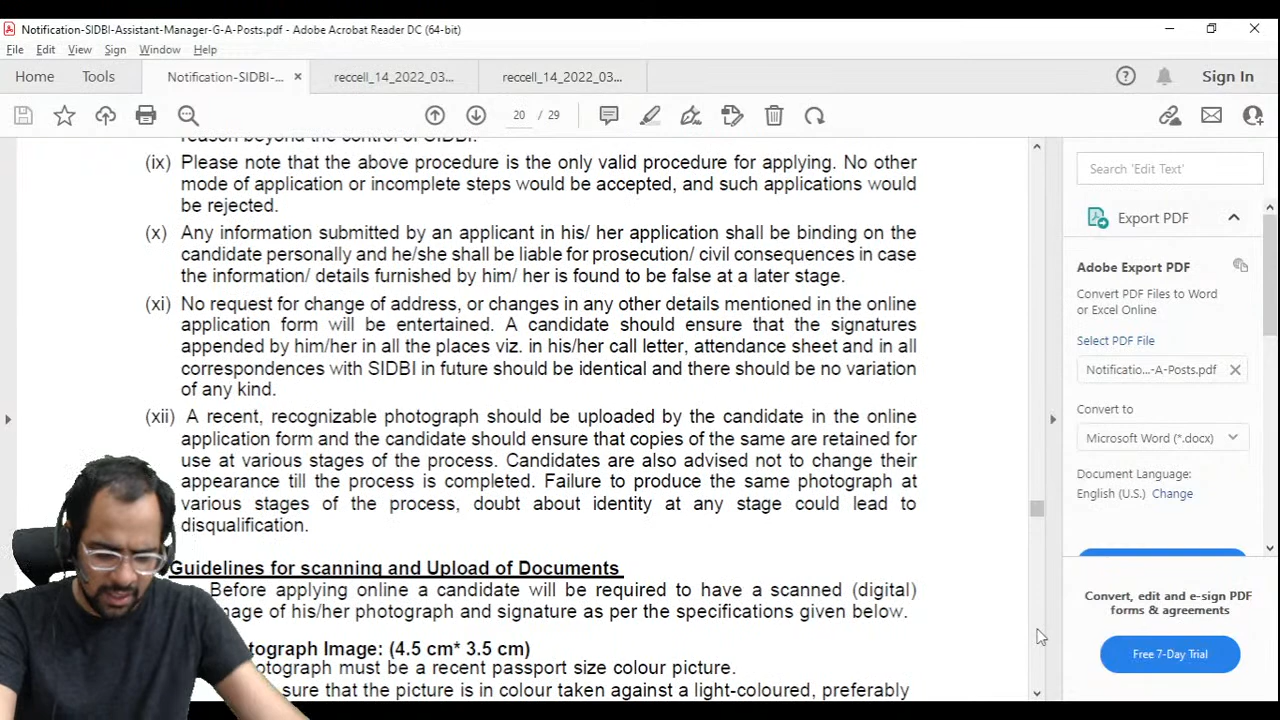 Notification-SIDBI-Assistant-Manager-G-A-Posts.pdf - Adobe Acrobat Reader DC (64-bit)
File Edit View Sign Window Help
Home Tools Notification-SIDBI-... × reccell_14_2022_03... reccell_14_2022_03... Sign In
20 / 29
reason beyond the control of SIDBI.
(ix) Please note that the above procedure is the only valid procedure for applying. No other
mode of application or incomplete steps would be accepted, and such applications would
be rejected.
(x) Any information submitted by an applicant in his/ her application shall be binding on the
candidate personally and he/she shall be liable for prosecution/ civil consequences in case
the information/ details furnished by him/ her is found to be false at a later stage.
(xi) No request for change of address, or changes in any other details mentioned in the online
application form will be entertained. A candidate should ensure that the signatures
appended by him/her in all the places viz. in his/her call letter, attendance sheet and in all
correspondences with SIDBI in future should be identical and there should be no variation
of any kind.
(xii) A recent, recognizable photograph should be uploaded by the candidate in the online
application form and the candidate should ensure that copies of the same are retained for
use at various stages of the process. Candidates are also advised not to change their
appearance till the process is completed. Failure to produce the same photograph at
various stages of the process, doubt about identity at any stage could lead to
disqualification.
Guidelines for scanning and Upload of Documents
Before applying online a candidate will be required to have a scanned (digital)
mage of his/her photograph and signature as per the specifications given below.
tograph Image: (4.5 cm* 3.5 cm)
otograph must be a recent passport size colour picture.
sure that the picture is in colour taken against a light-coloured, preferably
Search 'Edit Text'
Export PDF
Adobe Export PDF
Convert PDF Files to Word
or Excel Online
Select PDF File
Notificatio...-A-Posts.pdf ×
Convert to
Microsoft Word (*.docx)
Document Language:
English (U.S.) Change
Convert, edit and e-sign PDF
forms & agreements
Free 7-Day Trial